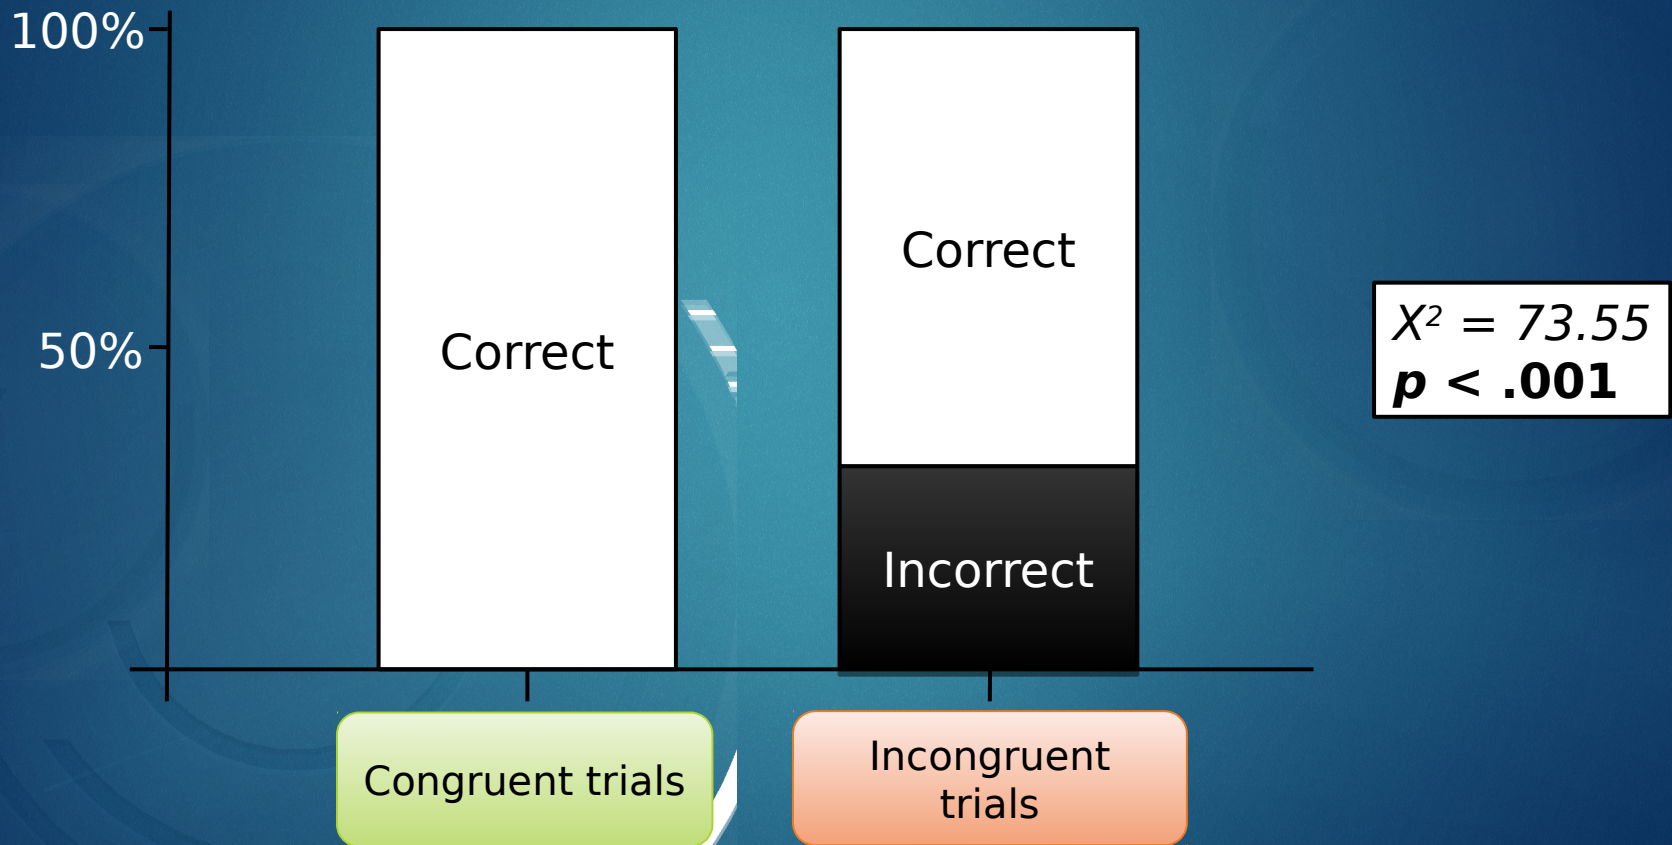 100%
50%
Correct
Correct
Incorrect
X² = 73.55
p < .001
Congruent trials
Incongruent
trials